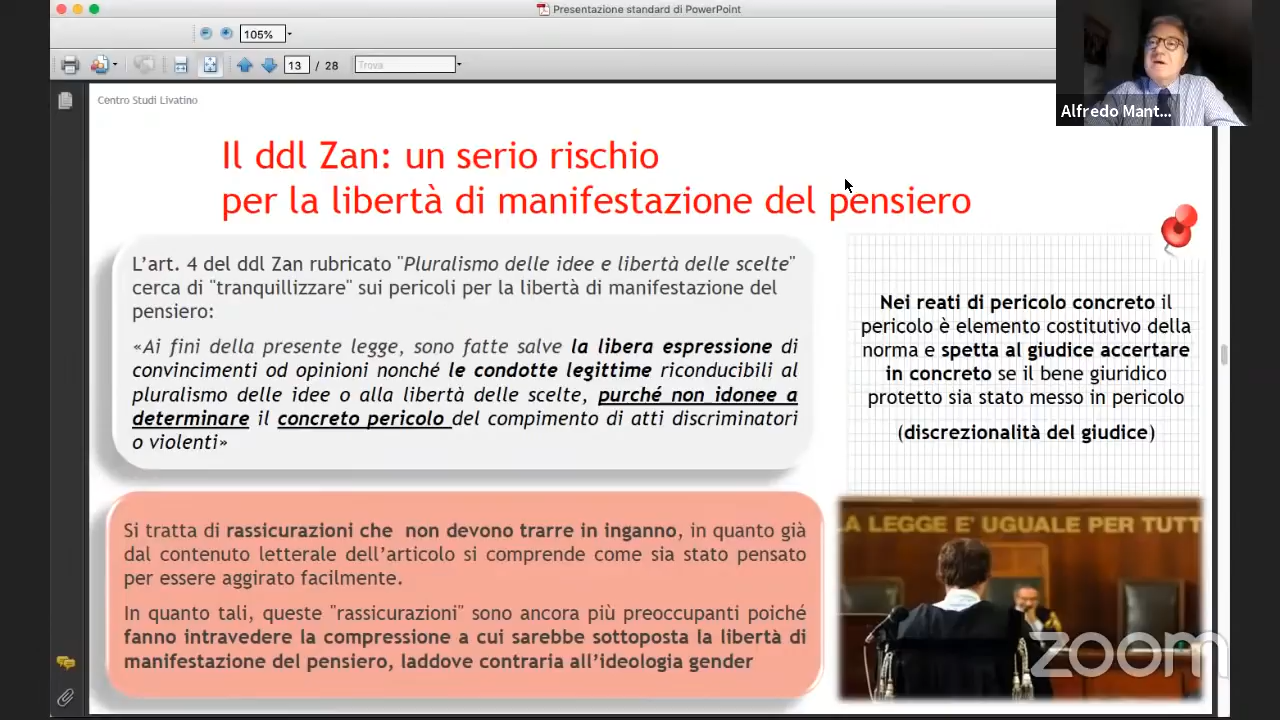 Presentazione standard di PowerPoint
105%
13 / 28
Trova
Alfredo Mant...
Centro Studi Livatino
Il ddl Zan: un serio rischio
per la libertà di manifestazione del pensiero
L'art. 4 del ddl Zan rubricato "Pluralismo delle idee e libertà delle scelte"
cerca di "tranquillizzare" sui pericoli per la libertà di manifestazione del
pensiero:
«Ai fini della presente legge, sono fatte salve la libera espressione di
convincimenti od opinioni nonché le condotte legittime riconducibili al
pluralismo delle idee o alla libertà delle scelte, purché non idonee a
determinare il concreto pericolo del compimento di atti discriminatori
o violenti»
Nei reati di pericolo concreto il
pericolo è elemento costitutivo della
norma e spetta al giudice accertare
in concreto se il bene giuridico
protetto sia stato messo in pericolo
(discrezionalità del giudice)
Si tratta di rassicurazioni che non devono trarre in inganno, in quanto già
dal contenuto letterale dell'articolo si comprende come sia stato pensato
per essere aggirato facilmente.
In quanto tali, queste "rassicurazioni" sono ancora più preoccupanti poiché
fanno intravedere la compressione a cui sarebbe sottoposta la libertà di
manifestazione del pensiero, laddove contraria all'ideologia gender
LA LEGGE E' UGUALE PER TUTT
zoom